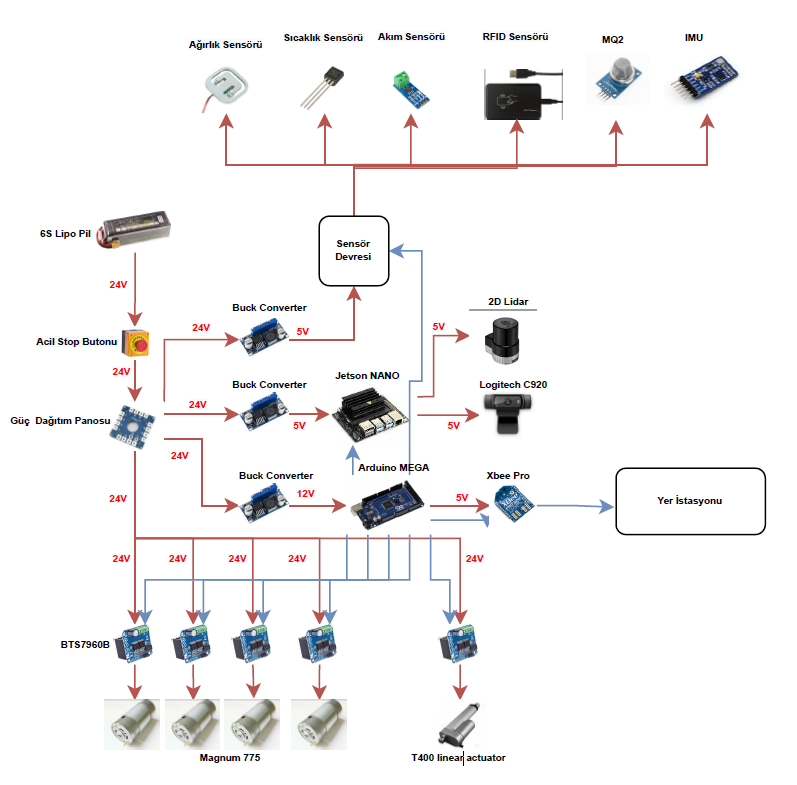 Ağırlık Sensörü
Sıcaklık Sensörü
Akım Sensörü
RFID Sensörü
MQ2
IMU
6S Lipo Pil
Sensör
Devresi
24V
Buck Converter
24V
5V
2D Lidar
5V
Acil Stop Butonu
24V
Buck Converter
Jetson NANO
Logitech C920
24V
5V
5V
Güç Dağıtım Panosu
24V
Buck Converter
Arduino MEGA
Xbee Pro
24V
12V
5V
Yer İstasyonu
24V
24V
24V
24V
24V
BTS7960B
Magnum 775
T400 linear actuator